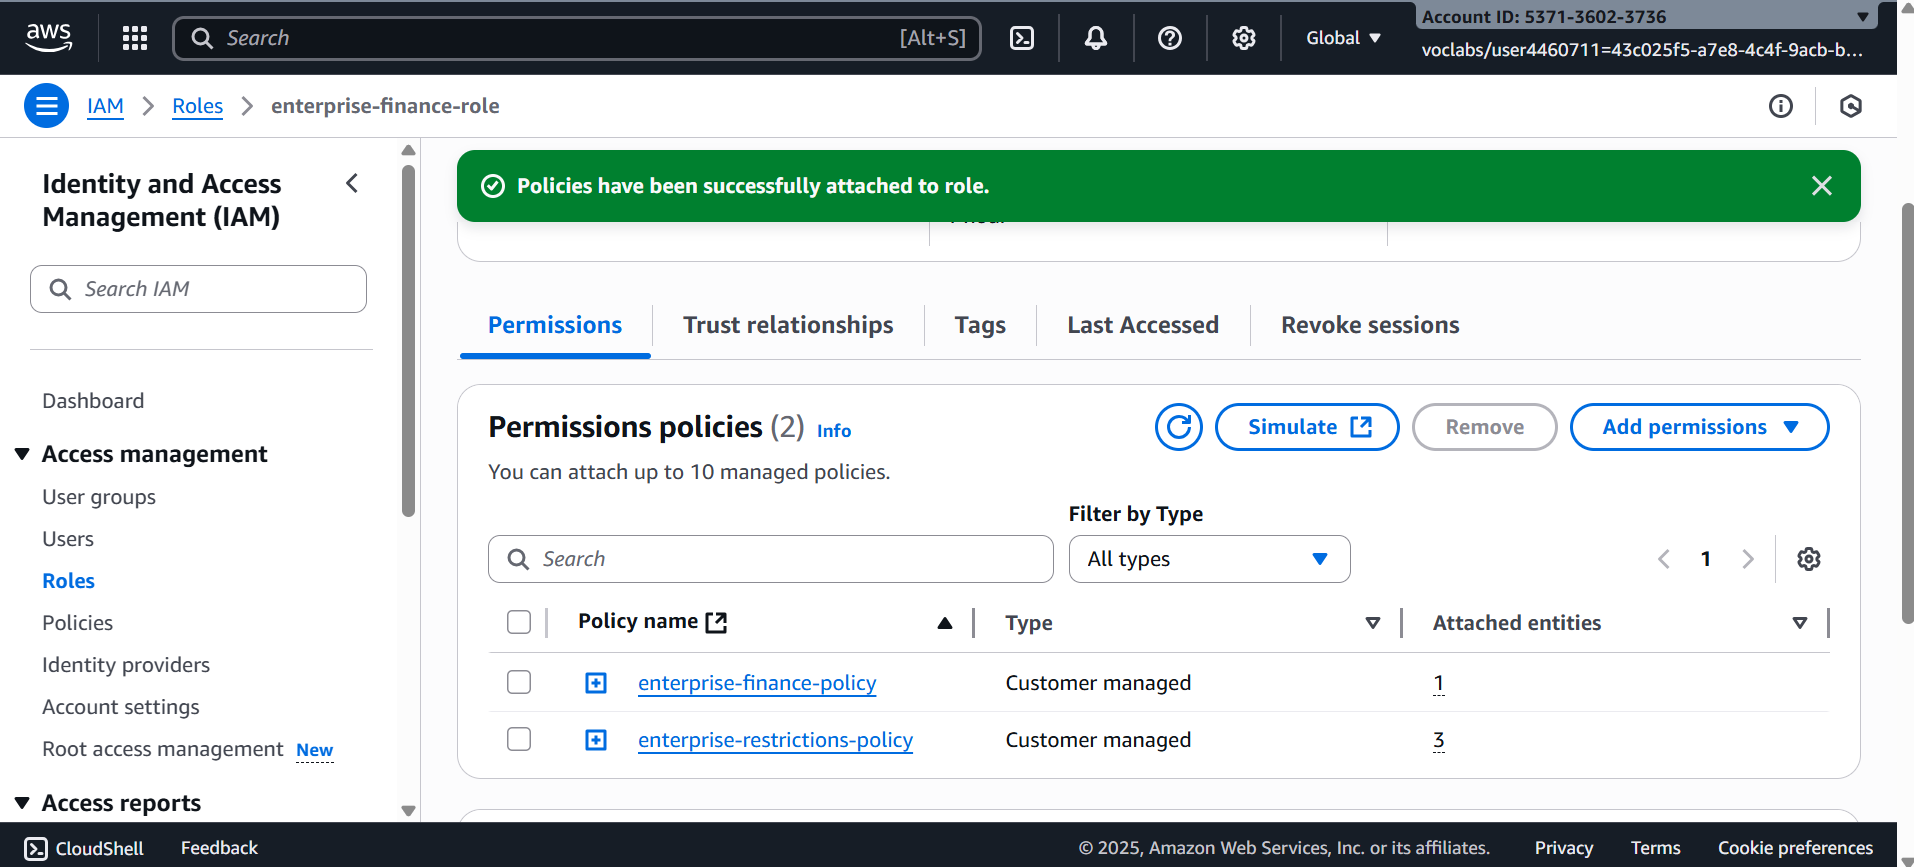 aws
Search
[Alt+S]
Global
Account ID: 5371-3602-3736
voclabs/user4460711=43c025f5-a7e8-4c4f-9acb-b...
IAM
Roles
enterprise-finance-role
Identity and Access
Management (IAM)
Search IAM
Dashboard
Access management
User groups
Users
Roles
Policies
Identity providers
Account settings
Root access management New
Access reports
Policies have been successfully attached to role.
Permissions
Trust relationships
Tags
Last Accessed
Revoke sessions
Permissions policies (2) Info
You can attach up to 10 managed policies.
Simulate
Remove
Add permissions
Filter by Type
Search
All types
1
Policy name
Type
Attached entities
enterprise-finance-policy
Customer managed
1
enterprise-restrictions-policy
Customer managed
3
CloudShell
Feedback
© 2025, Amazon Web Services, Inc. or its affiliates.
Privacy
Terms
Cookie preferences